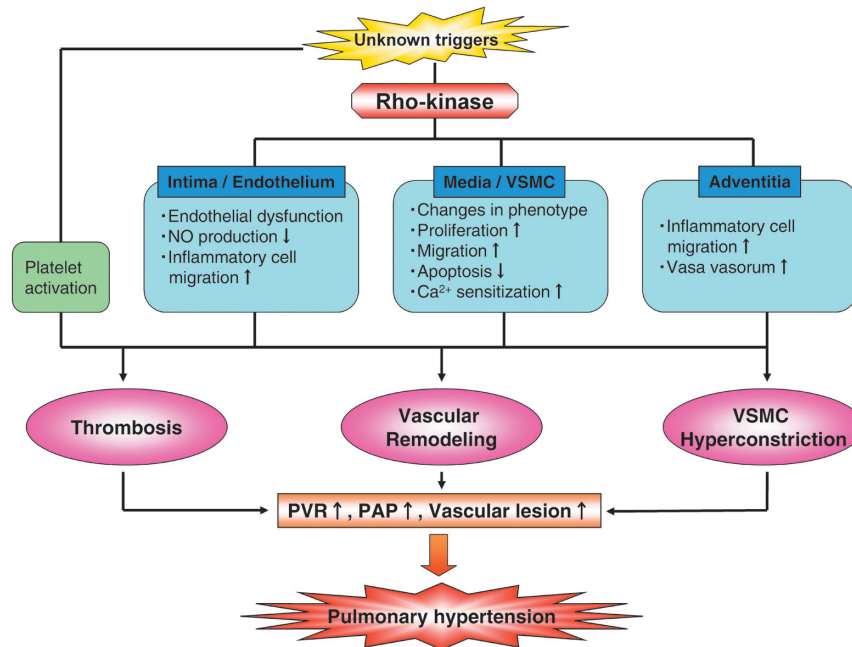 Unknown triggers
Rho-kinase
Intima / Endothelium
・Endothelial dysfunction
・NO production ↓
・Inflammatory cell
migration ↑
Media / VSMC
・Changes in phenotype
・Proliferation ↑
・Migration ↑
・Apoptosis ↓
・Ca²⁺ sensitization ↑
Adventitia
・Inflammatory cell
migration ↑
・Vasa vasorum ↑
Platelet
activation
Thrombosis
Vascular
Remodeling
VSMC
Hyperconstriction
PVR ↑, PAP ↑, Vascular lesion ↑
Pulmonary hypertension